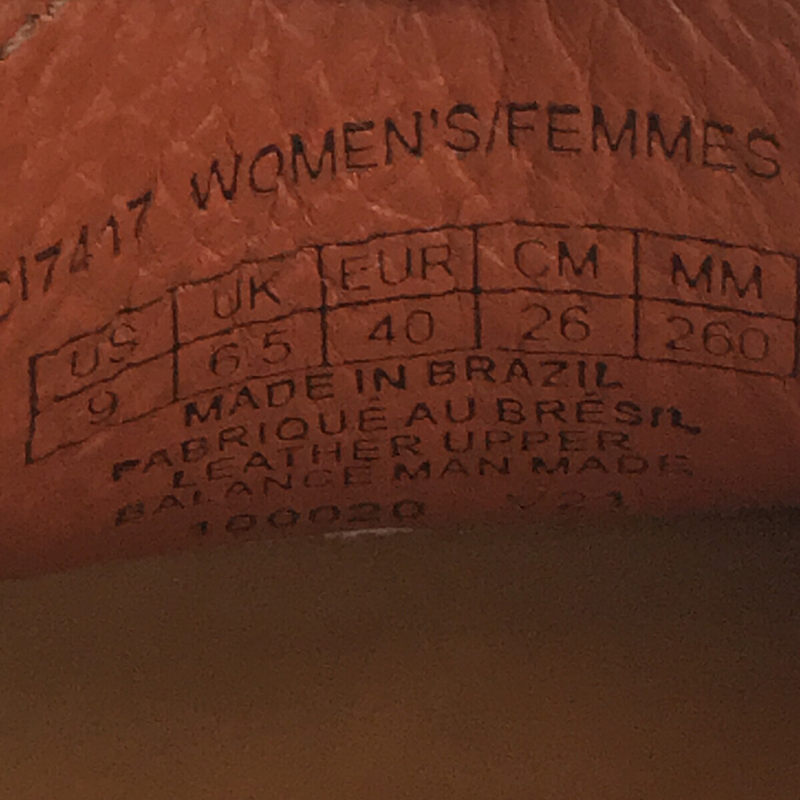 CI7417 WOMEN'S/FEMMES
US UK EUR CM MM
9 6.5 40 26 260
MADE IN BRAZIL
FABRIQUÉ AU BRÉSIL
LEATHER UPPER
BALANCE MAN MADE
100020